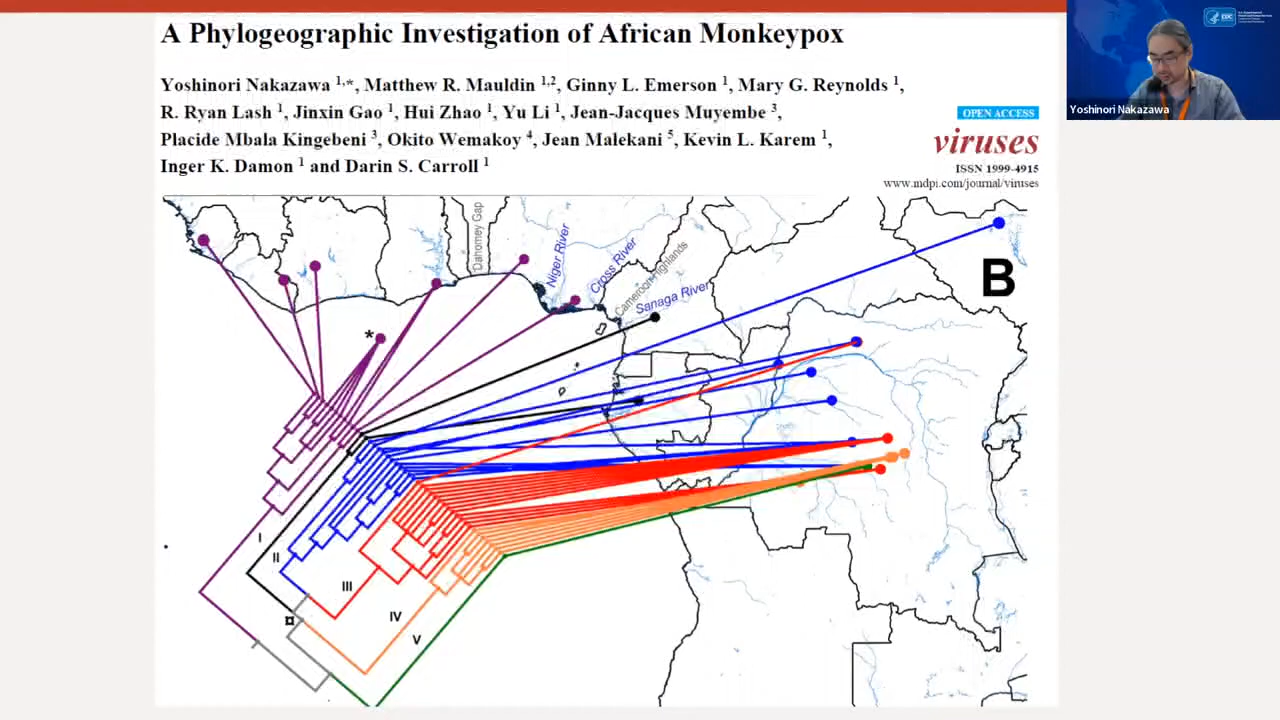 A Phylogeographic Investigation of African Monkeypox
Yoshinori Nakazawa 1,*, Matthew R. Mauldin 1,2, Ginny L. Emerson 1, Mary G. Reynolds 1,
R. Ryan Lash 1, Jinxin Gao 1, Hui Zhao 1, Yu Li 1, Jean-Jacques Muyembe 3,
Placide Mbala Kingebeni 3, Okito Wemakoy 4, Jean Malekani 5, Kevin L. Karem 1,
Inger K. Damon 1 and Darin S. Carroll 1
OPEN ACCESS
viruses
ISSN 1999-4915
www.mdpi.com/journal/viruses
CDC
Yoshinori Nakazawa
Dahomey Gap
Niger River
Cross River
Cameroon Highlands
Sanaga River
B
*
I
II
III
IV
V
¤